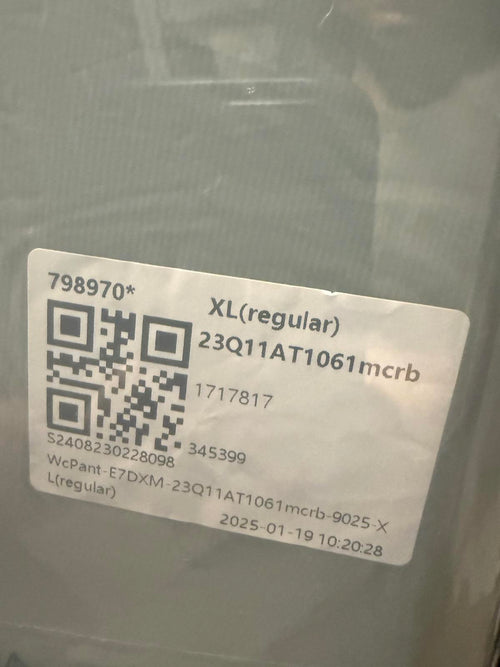 798970*
XL(regular)
23Q11AT1061mcrb
1717817
345399
S2408230228098
WcPant-E7DXM-23Q11AT1061mcrb-9025-X
L(regular)
2025-01-19 10:20:28